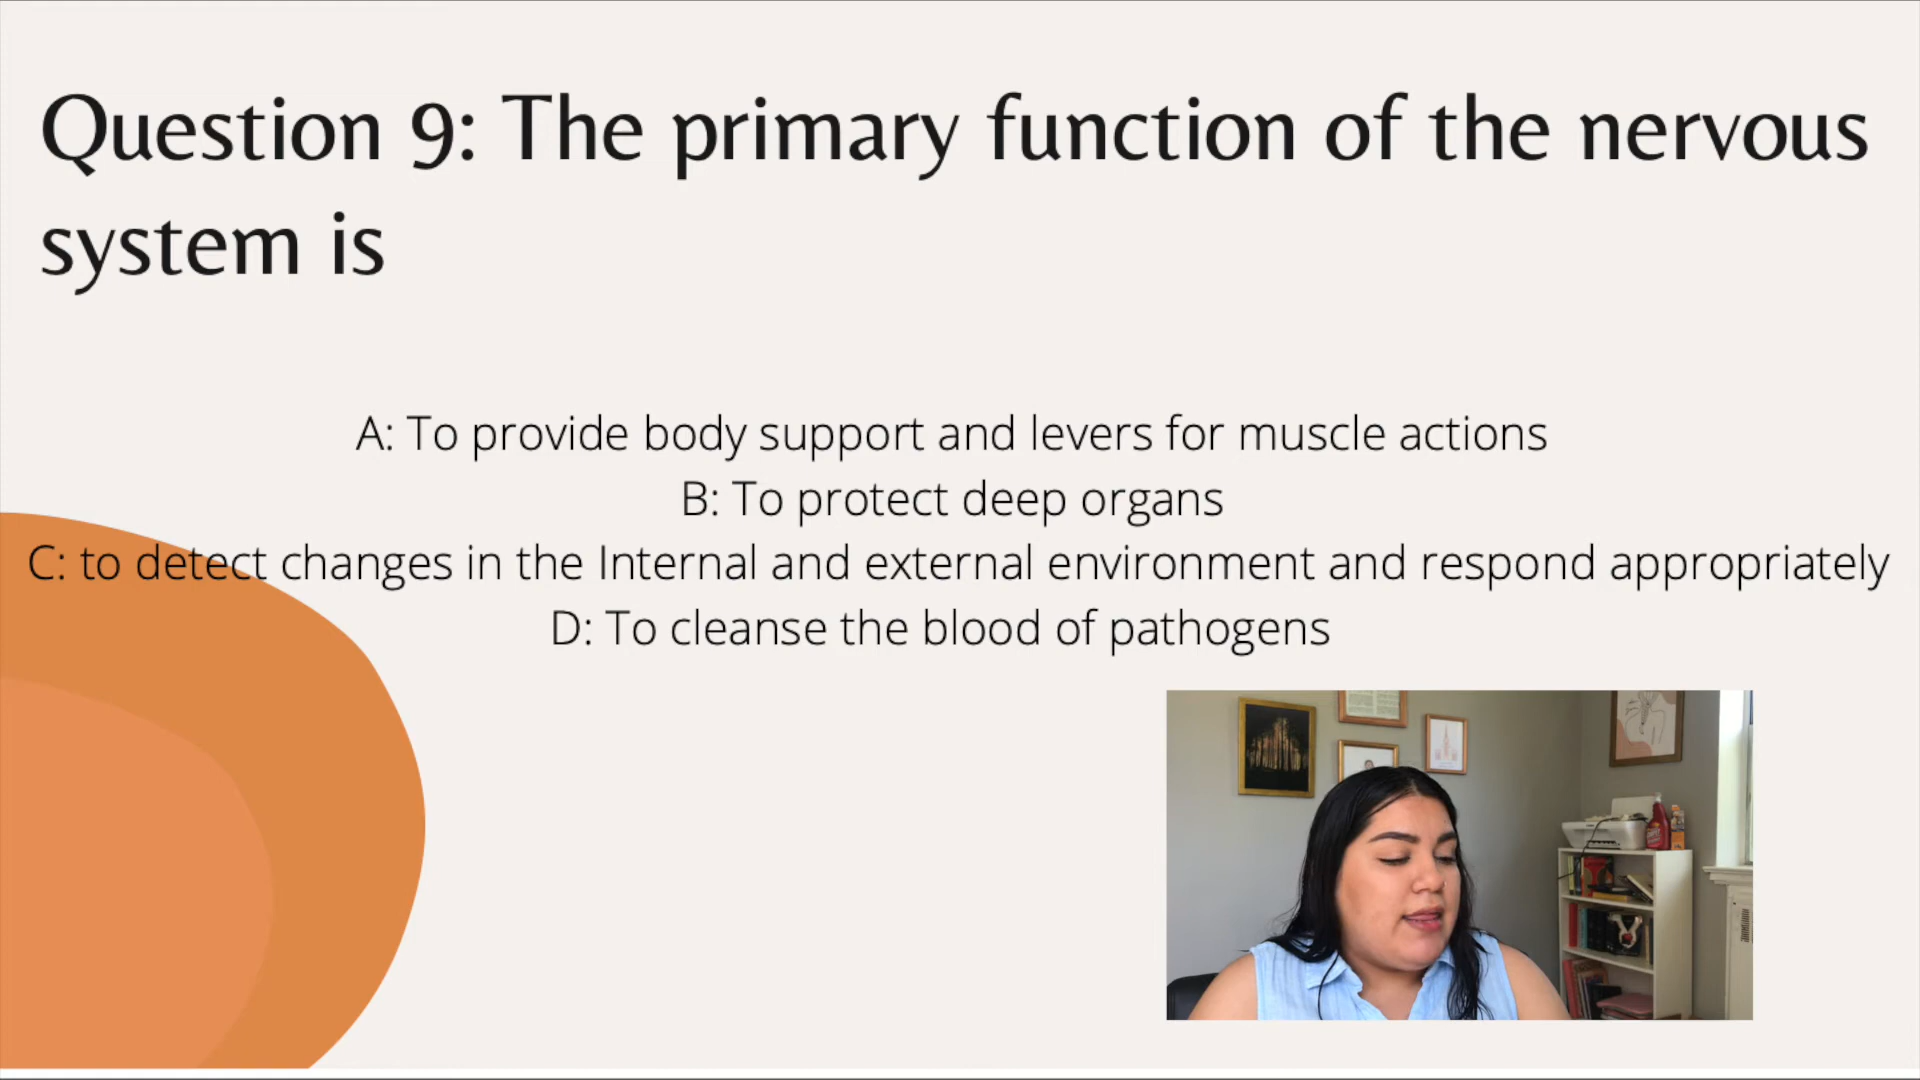 Question 9: The primary function of the nervous
system is
A: To provide body support and levers for muscle actions
B: To protect deep organs
C: to detect changes in the Internal and external environment and respond appropriately
D: To cleanse the blood of pathogens